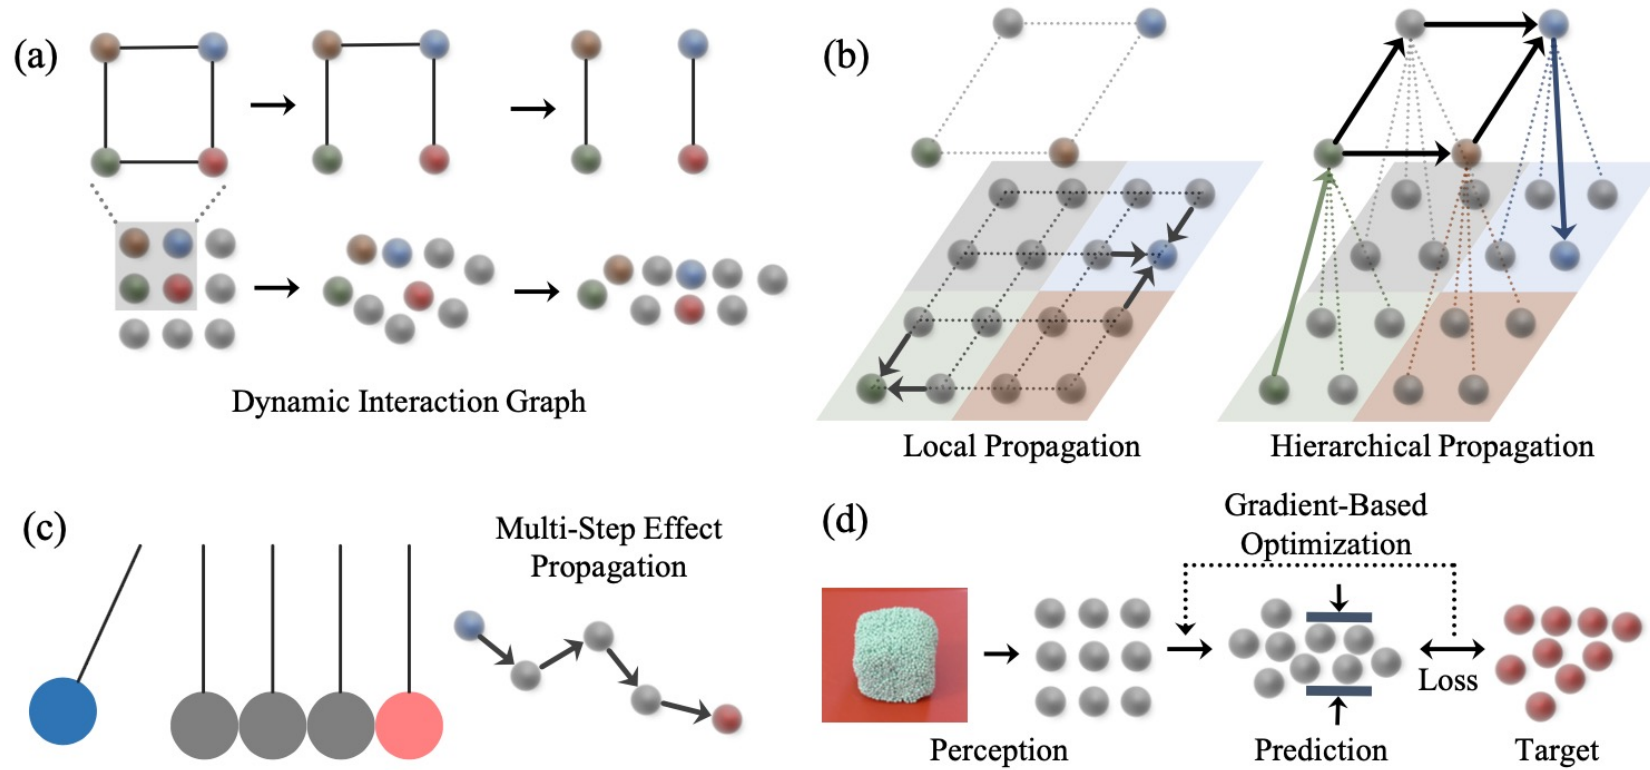 (a)
Dynamic Interaction Graph
(b)
Local Propagation
Hierarchical Propagation
(c)
Multi-Step Effect
Propagation
(d)
Gradient-Based
Optimization
Loss
Perception
Prediction
Target